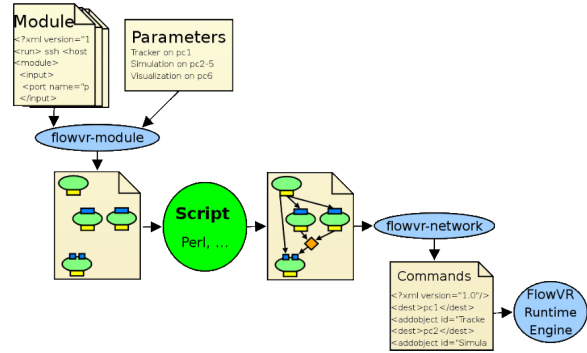 Module
<?xml version="1
<run> ssh <host
<module>
<input>
<port name="p
</input>
Parameters
Tracker on pc1
Simulation on pc2-5
Visualization on pc6
flowvr-module
Script
Perl, ...
flowvr-network
Commands
<?xml version="1.0"/>
<dest>pc1</dest>
<addobject id="Tracke
<dest>pc2</dest>
<addobject id="Simula
FlowVR
Runtime
Engine